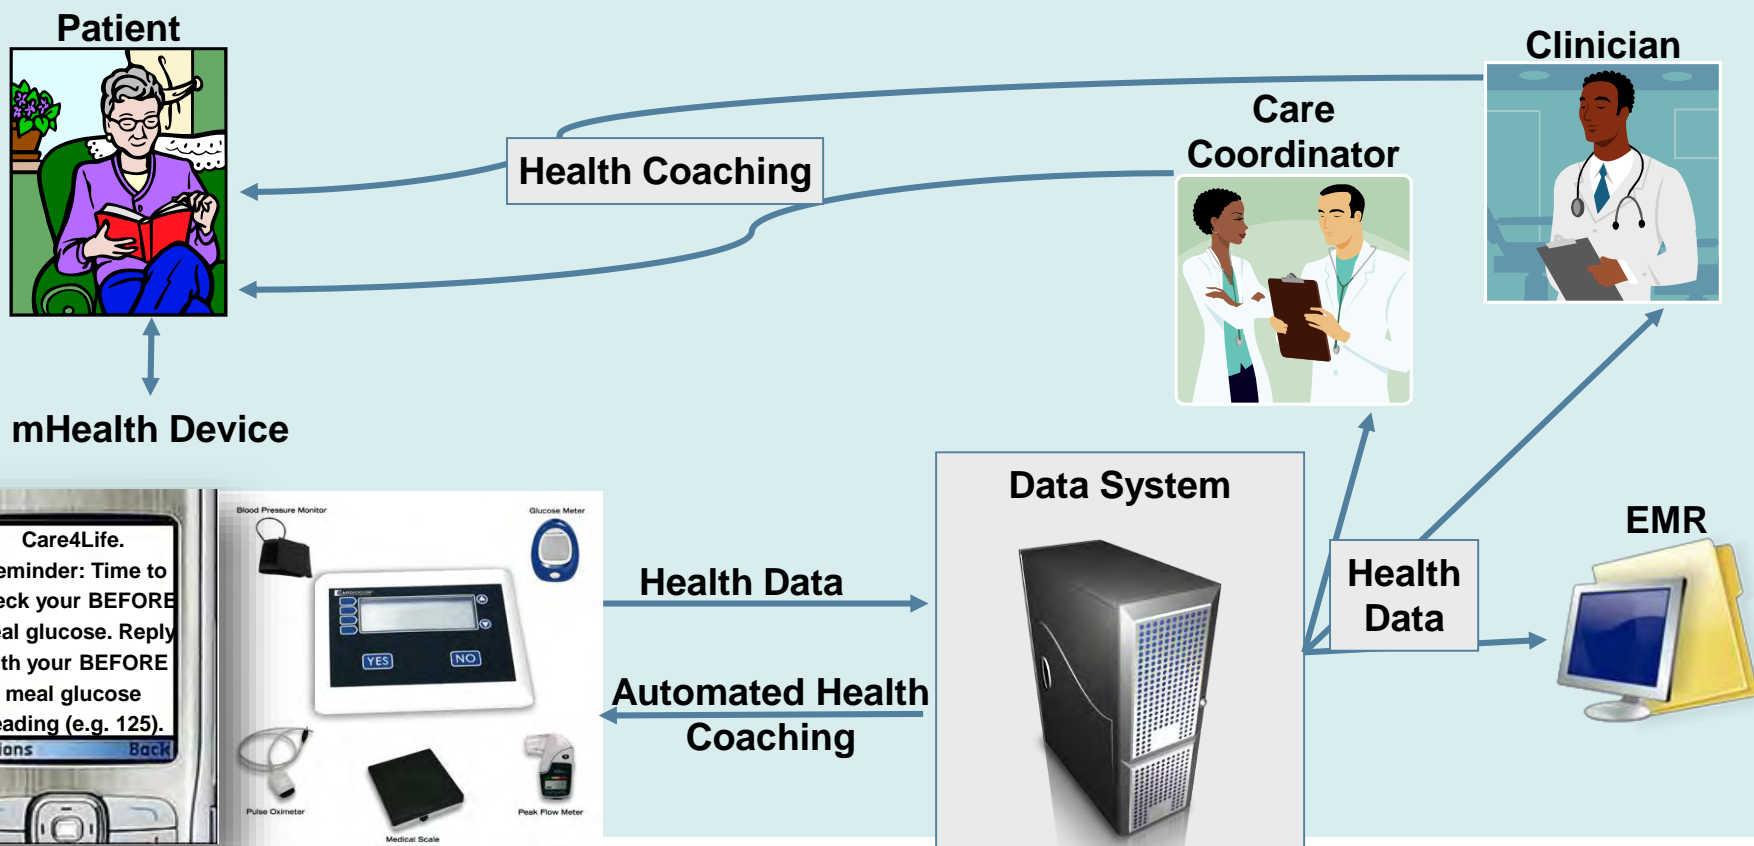 Patient
Clinician
Care
Coordinator
Health Coaching
mHealth Device
Data System
EMR
Care4Life.
eminder: Time to
eck your BEFORE
eal glucose. Reply
th your BEFORE
meal glucose
eading (e.g. 125).
ions Back
Blood Pressure Monitor
Glucose Meter
CARDIOCOM
YES NO
Pulse Oximeter
Medical Scale
Peak Flow Meter
Health Data
Automated Health
Coaching
Health
Data